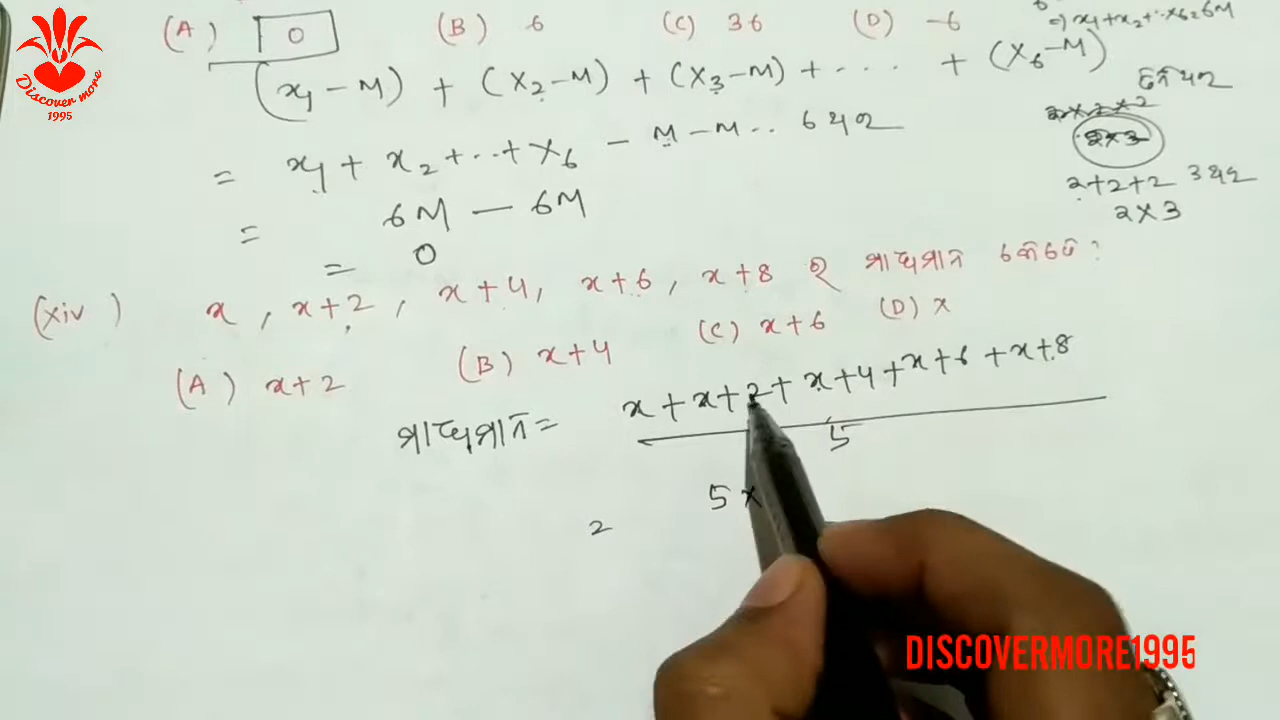 (A) 0 (B) 6 (C) 36 (D) -6
⇒ x1+x2+..x6=6M
(x1 - M) + (x2-M) + (x3-M) + .... + (x6-M)
= x1 + x2 +..+ x6 - M - M .. 6 ଥର
2×3
2+2+2 3 ଥର
2×3
= 6M - 6M
= 0
(xiv) x, x+2, x+4, x+6, x+8 ର ମାଧ୍ୟମାନ କେତେ?
(A) x+2 (B) x+4 (C) x+6 (D) x
ମାଧ୍ୟମାନ = x + x+2 + x+4 + x+6 + x+8
5
= 5x
Discover more
1995
DISCOVERMORE1995